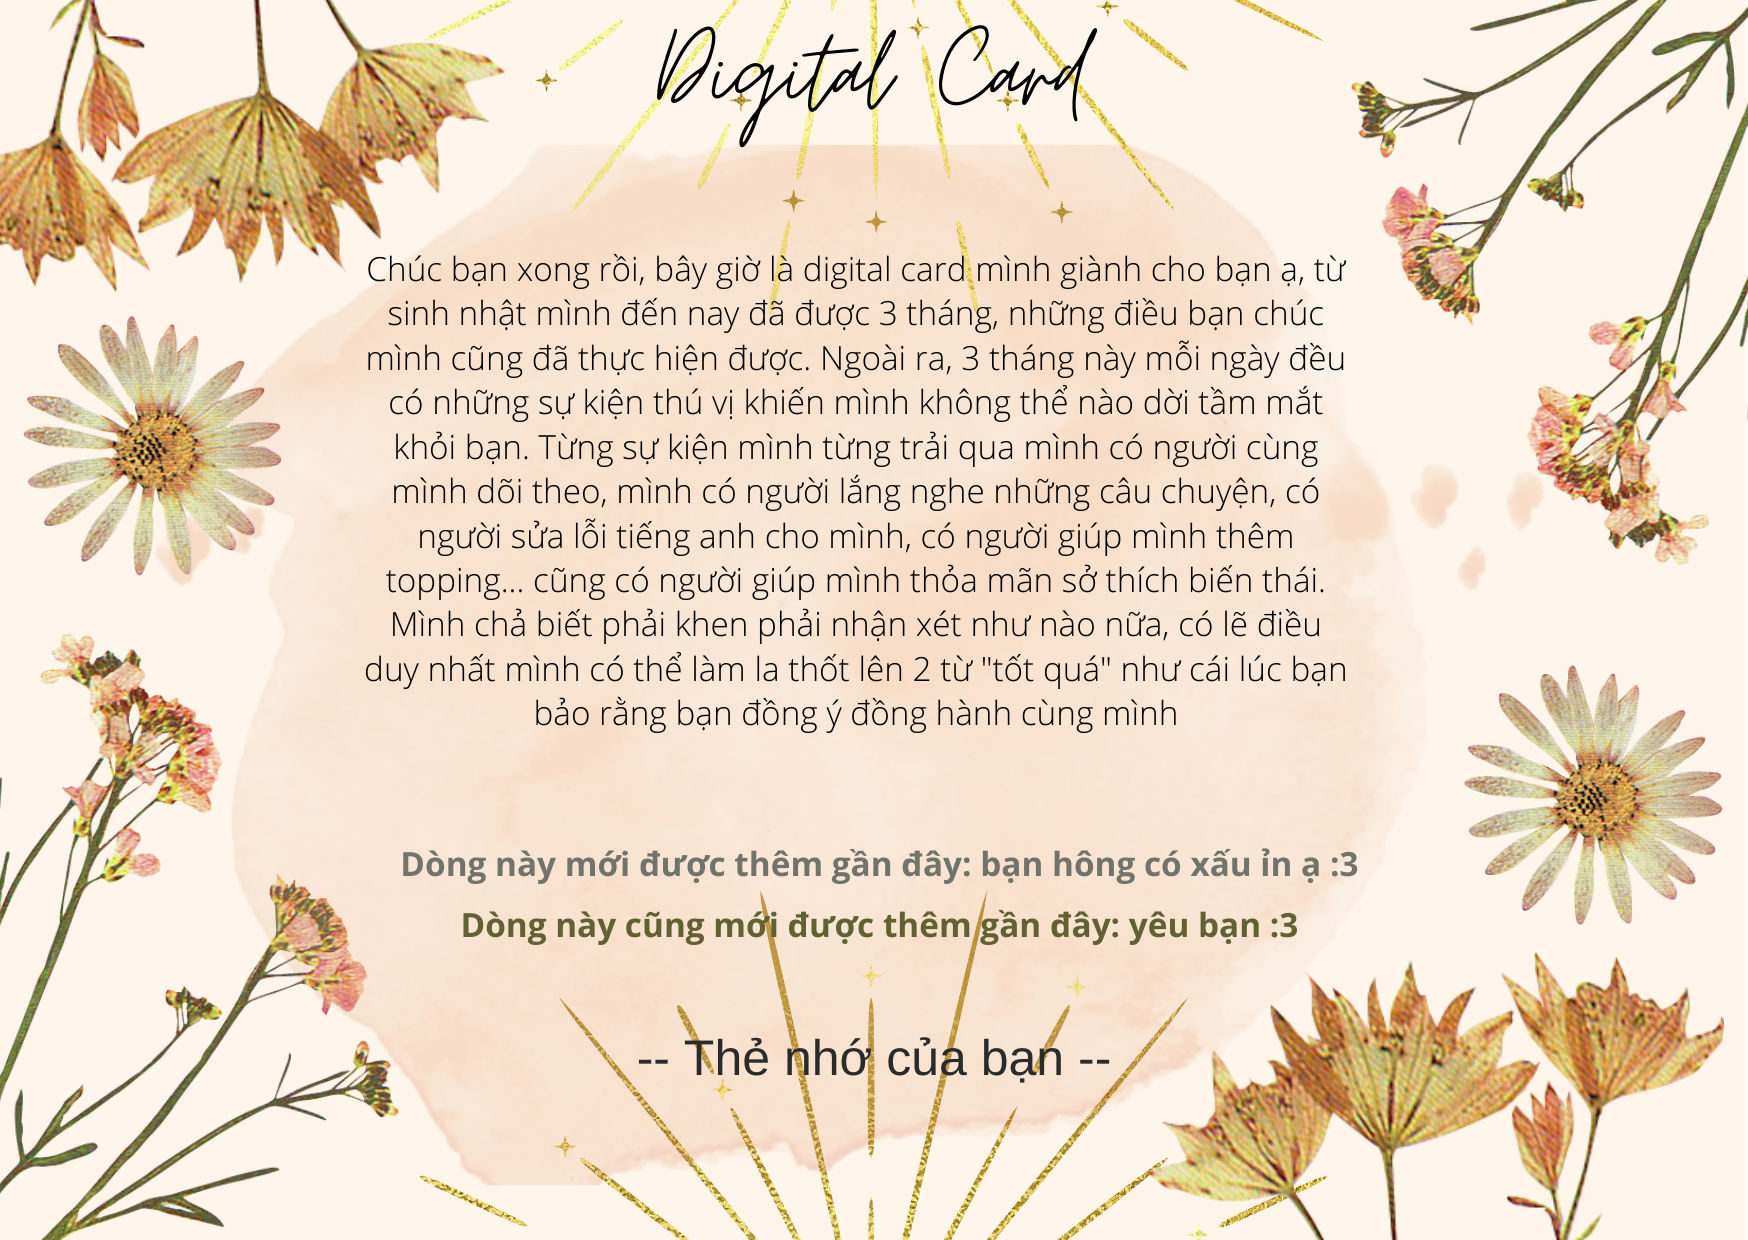 Digital Card
Chúc bạn xong rồi, bây giờ là digital card mình giành cho bạn ạ, từ
sinh nhật mình đến nay đã được 3 tháng, những điều bạn chúc
mình cũng đã thực hiện được. Ngoài ra, 3 tháng này mỗi ngày đều
có những sự kiện thú vị khiến mình không thể nào dời tầm mắt
khỏi bạn. Từng sự kiện mình từng trải qua mình có người cùng
mình dõi theo, mình có người lắng nghe những câu chuyện, có
người sửa lỗi tiếng anh cho mình, có người giúp mình thêm
topping... cũng có người giúp mình thỏa mãn sở thích biến thái.
Mình chả biết phải khen phải nhận xét như nào nữa, có lẽ điều
duy nhất mình có thể làm la thốt lên 2 từ "tốt quá" như cái lúc bạn
bảo rằng bạn đồng ý đồng hành cùng mình
Dòng này mới được thêm gần đây: bạn hông có xấu ỉn ạ :3
Dòng này cũng mới được thêm gần đây: yêu bạn :3
-- Thẻ nhớ của bạn --